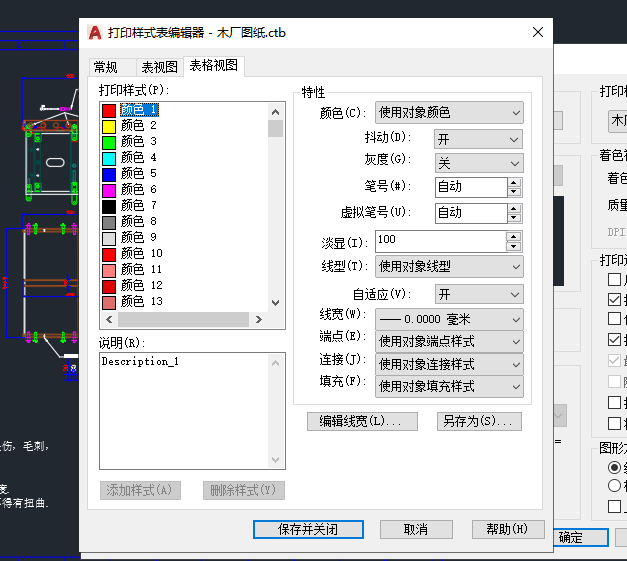 打印样式表编辑器 - 木厂图纸.ctb
常规
表视图
表格视图
打印样式(P):
颜色 1
颜色 2
颜色 3
颜色 4
颜色 5
颜色 6
颜色 7
颜色 8
颜色 9
颜色 10
颜色 11
颜色 12
颜色 13
说明(R):
Description_1
添加样式(A)
删除样式(Y)
特性
颜色(C): 使用对象颜色
抖动(D): 开
灰度(G): 关
笔号(#): 自动
虚拟笔号(U): 自动
淡显(I): 100
线型(T): 使用对象线型
自适应(V): 开
线宽(W): 0.0000 毫米
端点(E): 使用对象端点样式
连接(J): 使用对象连接样式
填充(F): 使用对象填充样式
编辑线宽(L)...
另存为(S)...
保存并关闭
取消
帮助(H)
伤，毛刺，
度.
得有扭曲.
打印
木
着色
着色
质量
DPI
打印
图形
确定